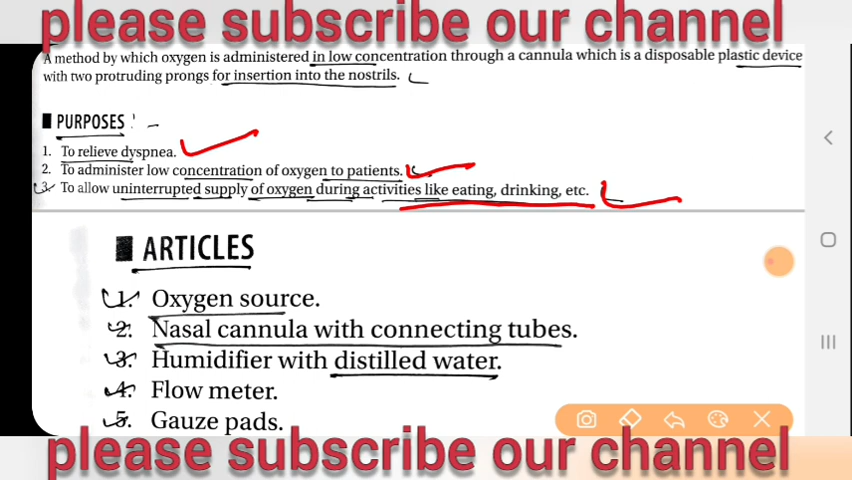 please subscribe our channel
A method by which oxygen is administered in low concentration through a cannula which is a disposable plastic device
with two protruding prongs for insertion into the nostrils.
PURPOSES
1. To relieve dyspnea.
2. To administer low concentration of oxygen to patients.
3. To allow uninterrupted supply of oxygen during activities like eating, drinking, etc.
ARTICLES
1. Oxygen source.
2. Nasal cannula with connecting tubes.
3. Humidifier with distilled water.
4. Flow meter.
5. Gauze pads.
please subscribe our channel